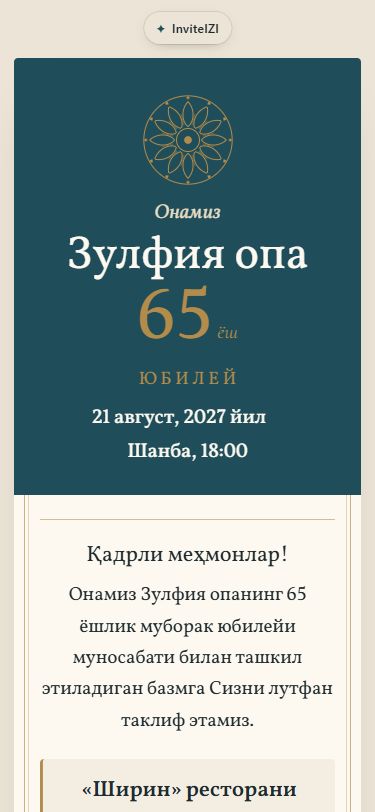 InviteIZI
Онамиз
Зулфия опа
65 ёш
ЮБИЛЕЙ
21 август, 2027 йил
Шанба, 18:00
Қадрли меҳмонлар!
Онамиз Зулфия опанинг 65
ёшлик муборак юбилейи
муносабати билан ташкил
этиладиган базмга Сизни лутфан
таклиф этамиз.
«Ширин» ресторани